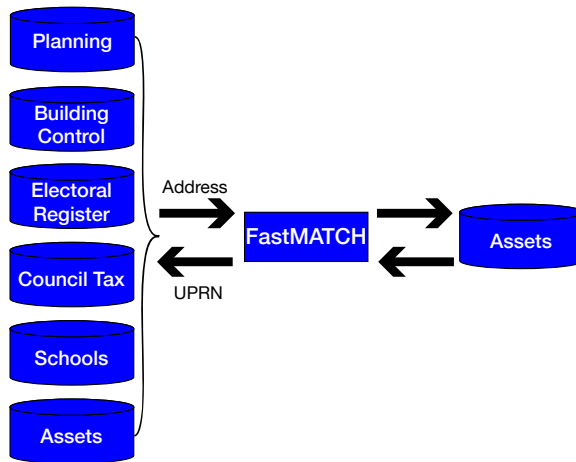 Planning
Building
Control
Electoral
Register
Council Tax
Schools
Assets
Address
UPRN
FastMATCH
Assets